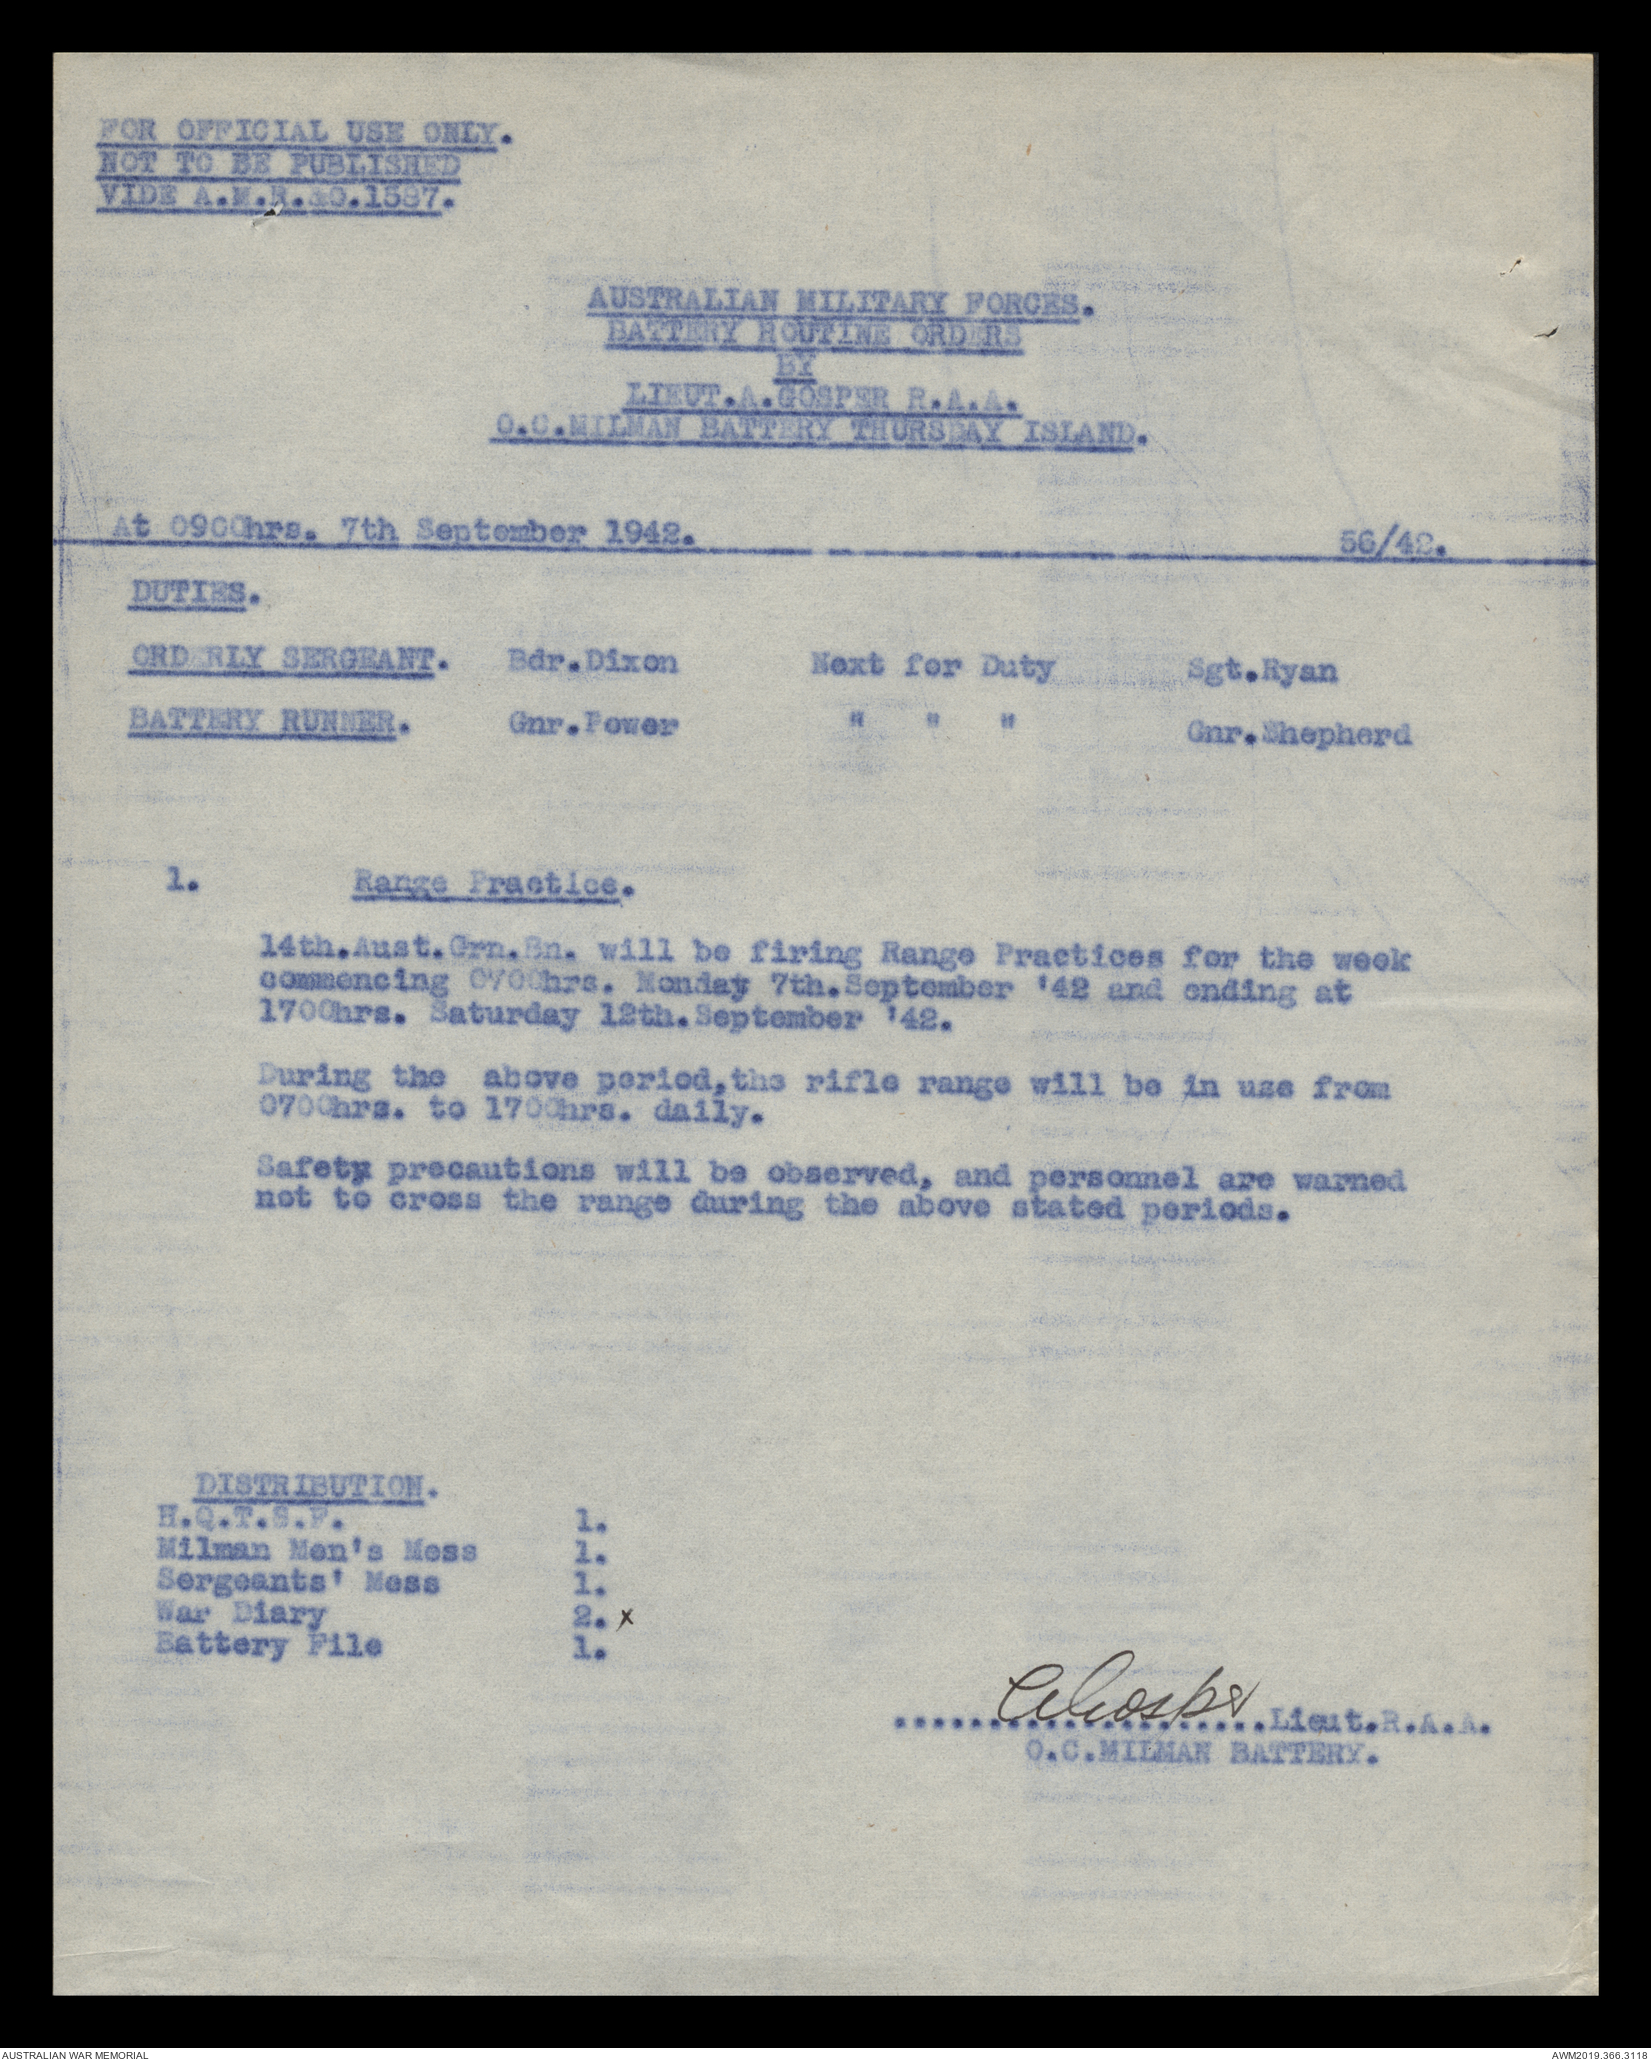 FOR OFFICIAL USE ONLY.
NOT TO BE PUBLISHED
VIDE A.M.R.&O.1587.
AUSTRALIAN MILITARY FORCES.
BATTERY ROUTINE ORDERS
BY
LIEUT.A.GOSPER R.A.A.
O.C.MILMAN BATTERY THURSDAY ISLAND.
At 0900hrs. 7th September 1942. 56/42.
DUTIES.
ORDERLY SERGEANT. Bdr.Dixon Next for Duty Sgt.Ryan
BATTERY RUNNER. Gnr.Power " " " Gnr.Shepherd
1. Range Practice.
14th.Aust.Grn.Bn. will be firing Range Practices for the week
commencing 0700hrs. Monday 7th.September '42 and ending at
1700hrs. Saturday 12th.September '42.
During the above period,the rifle range will be in use from
0700hrs. to 1700hrs. daily.
Safety precautions will be observed, and personnel are warned
not to cross the range during the above stated periods.
DISTRIBUTION.
H.Q.T.S.F. 1.
Milman Men's Mess 1.
Sergeants' Mess 1.
War Diary 2. x
Battery File 1.
AGosper
....................Lieut.R.A.A.
O.C.MILMAN BATTERY.
AUSTRALIAN WAR MEMORIAL AWM2019.366.3118